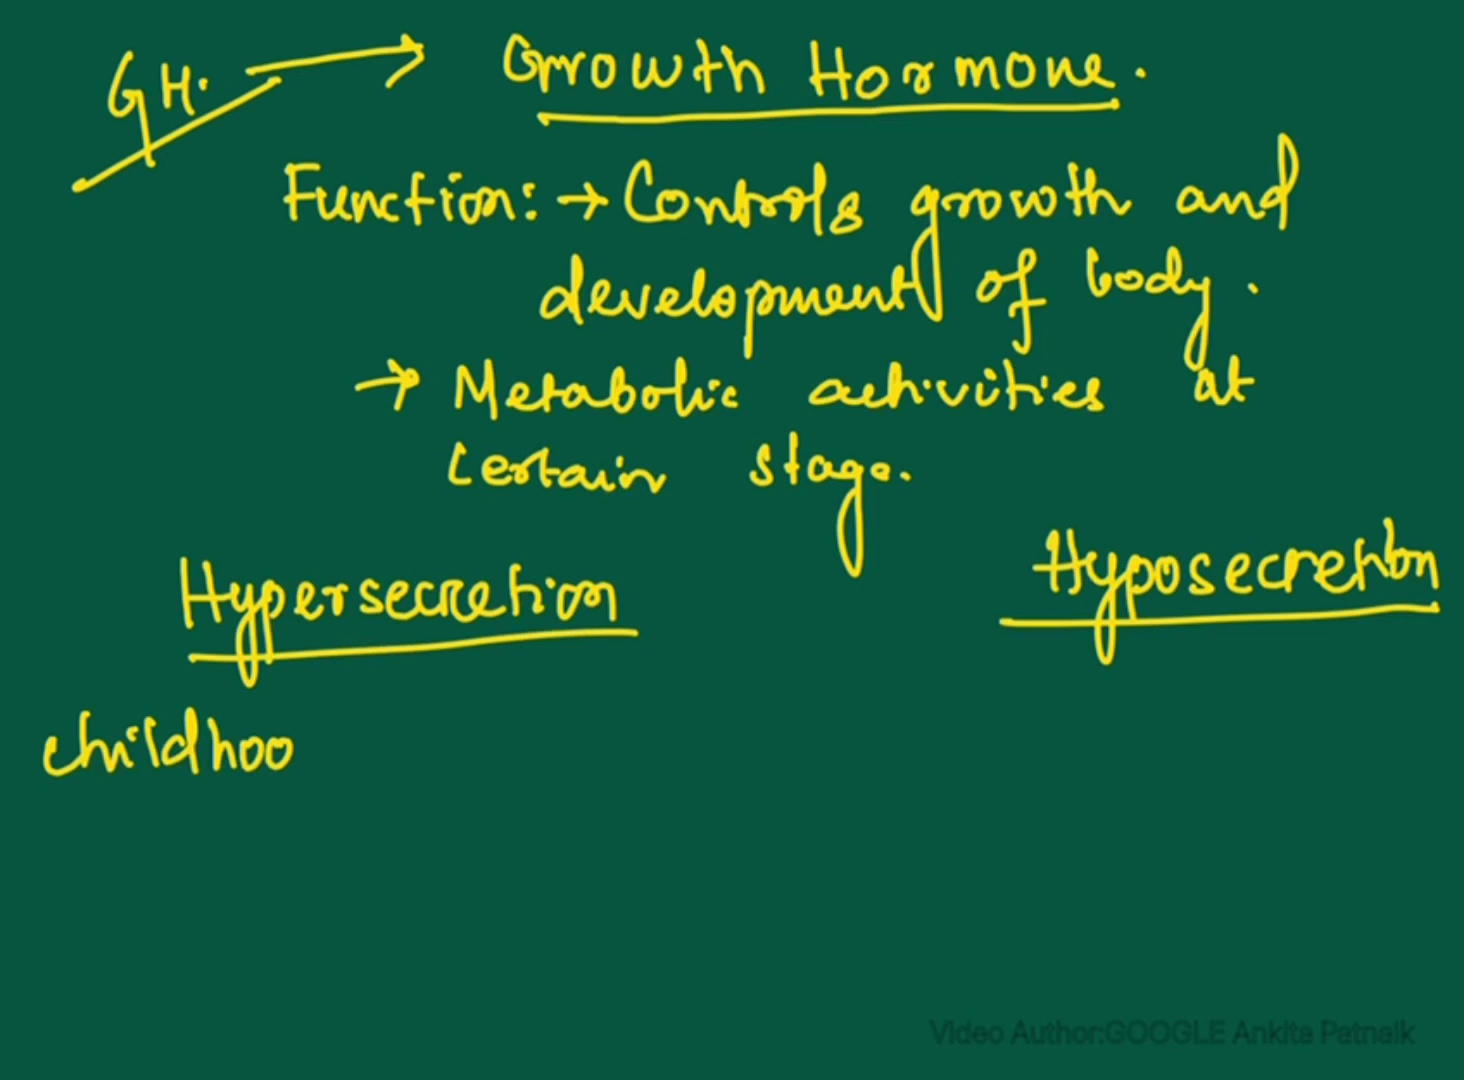 GH. → Growth Hormone.
Function: → Controls growth and
development of body.
→ Metabolic activities at
certain stage.
Hypersecretion
Hyposecretion
childhoo
Video Author:GOOGLE Ankita Patnaik